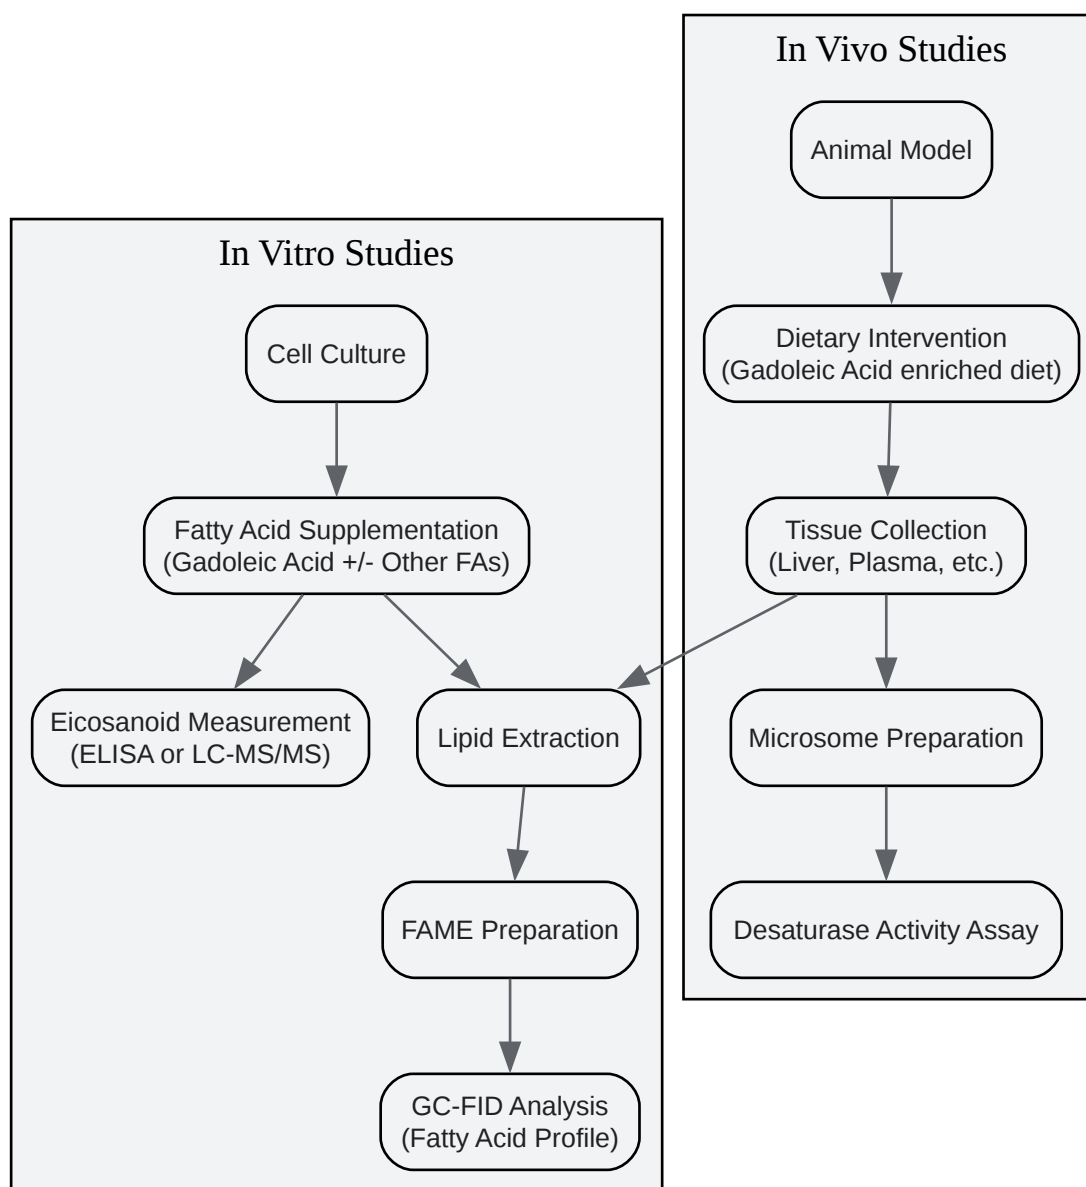 In Vivo Studies
Animal Model
Dietary Intervention
(Gadoleic Acid enriched diet)
Tissue Collection
(Liver, Plasma, etc.)
Microsome Preparation
Desaturase Activity Assay
In Vitro Studies
Cell Culture
Fatty Acid Supplementation
(Gadoleic Acid +/- Other FAs)
Eicosanoid Measurement
(ELISA or LC-MS/MS)
Lipid Extraction
FAME Preparation
GC-FID Analysis
(Fatty Acid Profile)